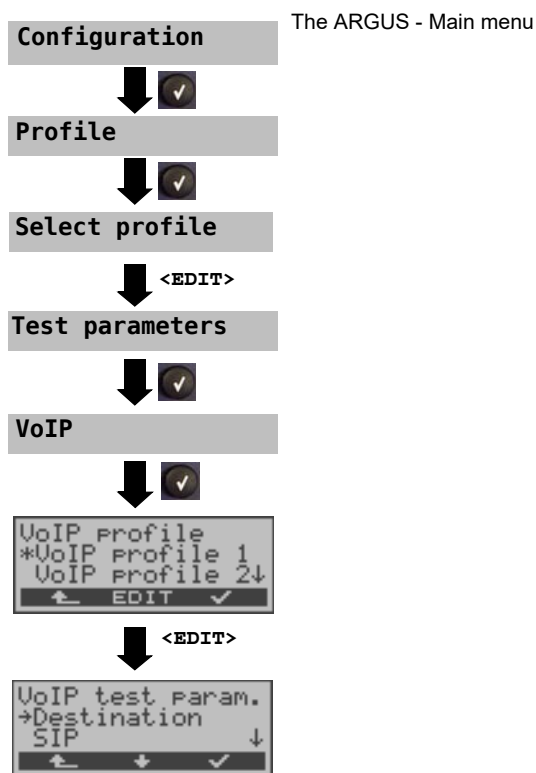 The ARGUS - Main menu
Configuration
Profile
Select profile
<EDIT>
Test parameters
VoIP
VoIP profile
*VoIP profile 1
VoIP profile 2↓
EDIT
<EDIT>
VoIP test param.
→Destination
SIP ↓